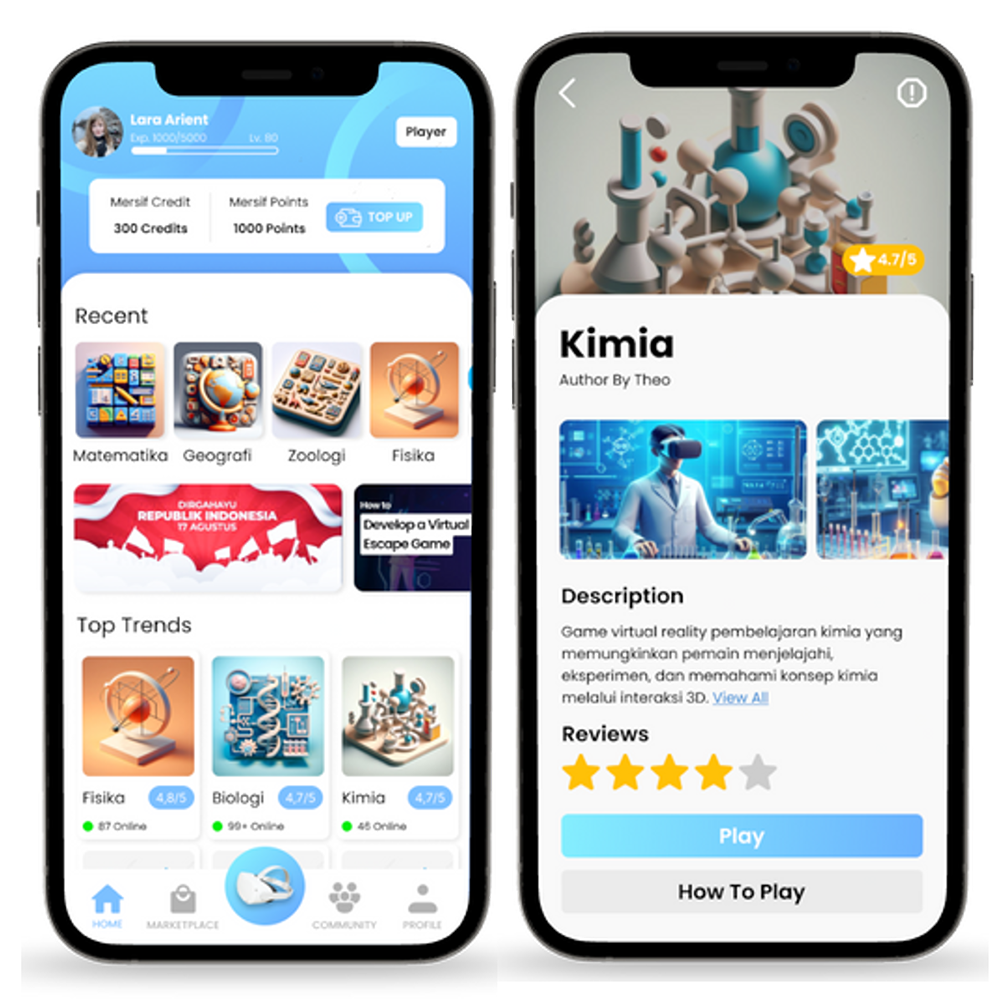 Lara Arient
Exp. 1000/5000 Lv. 80
Player
Mersif Credit
300 Credits
Mersif Points
1000 Points
TOP UP
Recent
Matematika
Geografi
Zoologi
Fisika
DIRGAHAYU
REPUBLIK INDONESIA
17 AGUSTUS
How to
Develop a Virtual
Escape Game
Top Trends
Fisika 4,8/5
87 Online
Biologi 4,7/5
99+ Online
Kimia 4,7/5
46 Online
HOME
MARKETPLACE
COMMUNITY
PROFILE
4.7/5
Kimia
Author By Theo
Description
Game virtual reality pembelajaran kimia yang
memungkinkan pemain menjelajahi,
eksperimen, dan memahami konsep kimia
melalui interaksi 3D. View All
Reviews
Play
How To Play